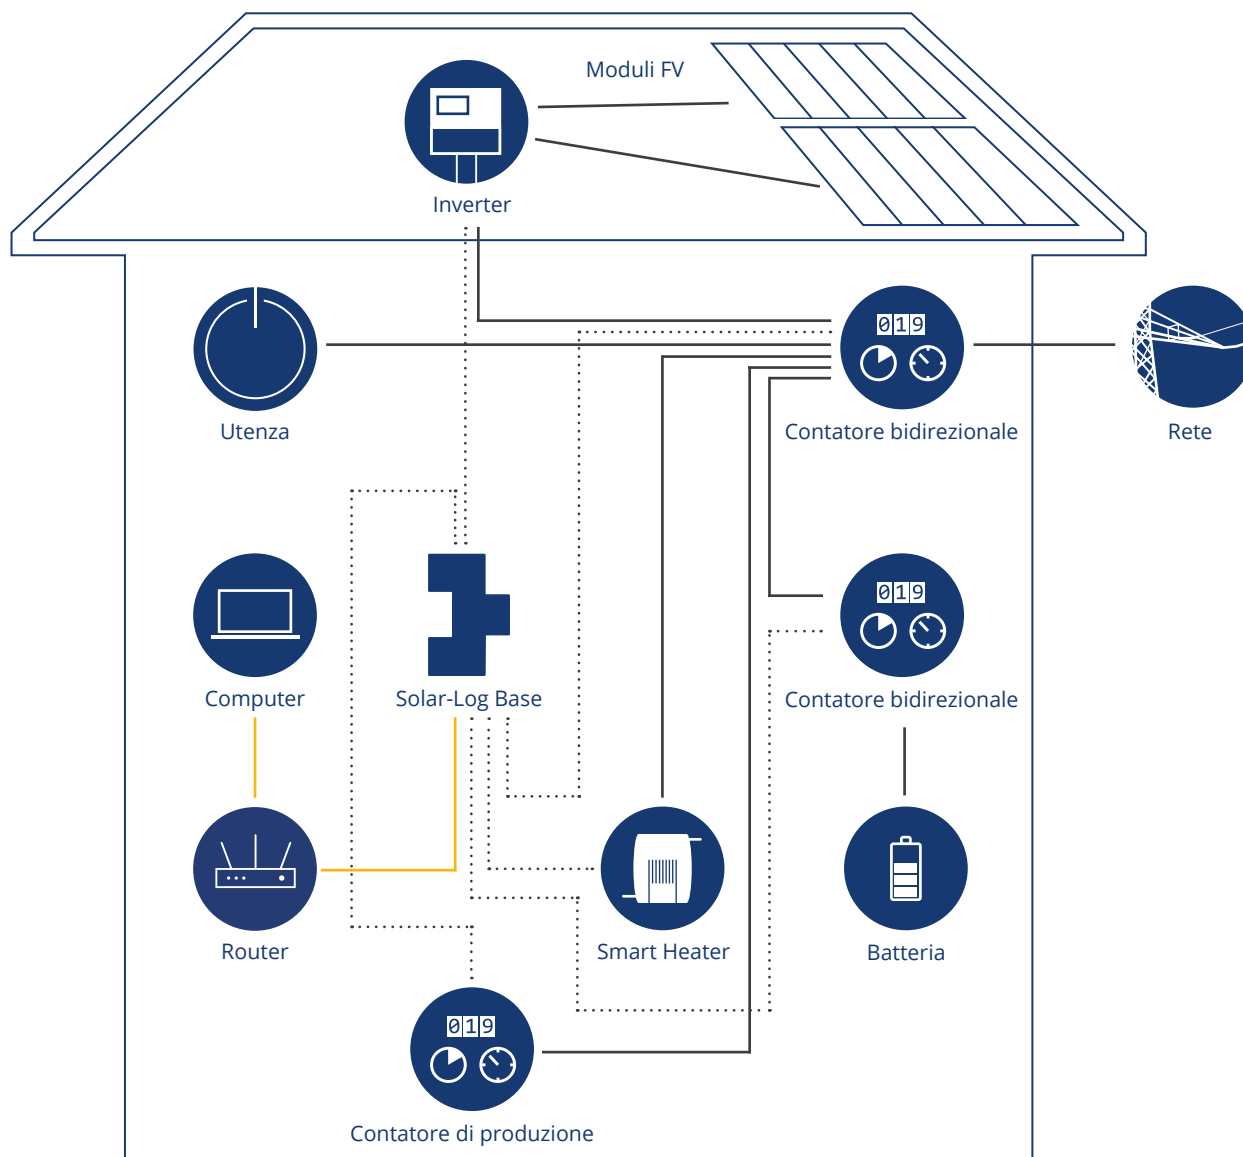 Moduli FV
Inverter
019
Utenza
Contatore bidirezionale
Rete
019
Computer
Solar-Log Base
Contatore bidirezionale
Router
Smart Heater
Batteria
019
Contatore di produzione